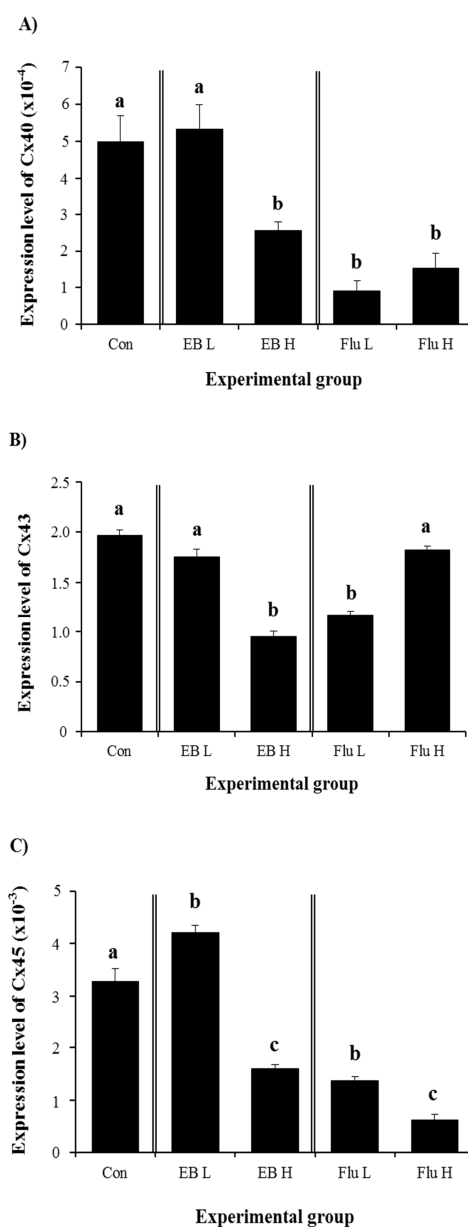 A)
Expression level of Cx40 (x10⁻⁴)
7
6
5
4
3
2
1
0
a
a
b
b
b
Con EB L EB H Flu L Flu H
Experimental group
B)
Expression level of Cx43
2.5
2.0
1.5
1.0
0.5
0
a
a
b
b
a
Con EB L EB H Flu L Flu H
Experimental group
C)
Expression level of Cx45 (x10⁻³)
5
4
3
2
1
0
a
b
c
b
c
Con EB L EB H Flu L Flu H
Experimental group